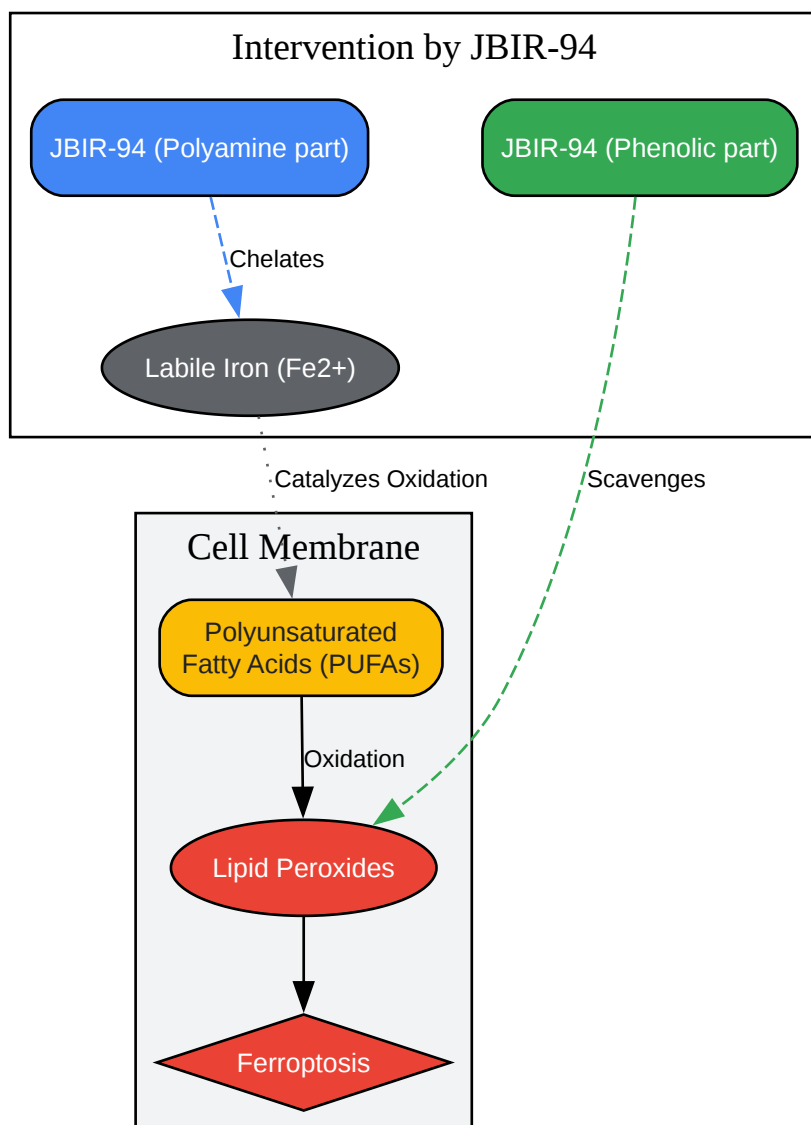 Intervention by JBIR-94
JBIR-94 (Polyamine part)
JBIR-94 (Phenolic part)
Chelates
Labile Iron (Fe2+)
Catalyzes Oxidation
Scavenges
Cell Membrane
Polyunsaturated
Fatty Acids (PUFAs)
Oxidation
Lipid Peroxides
Ferroptosis